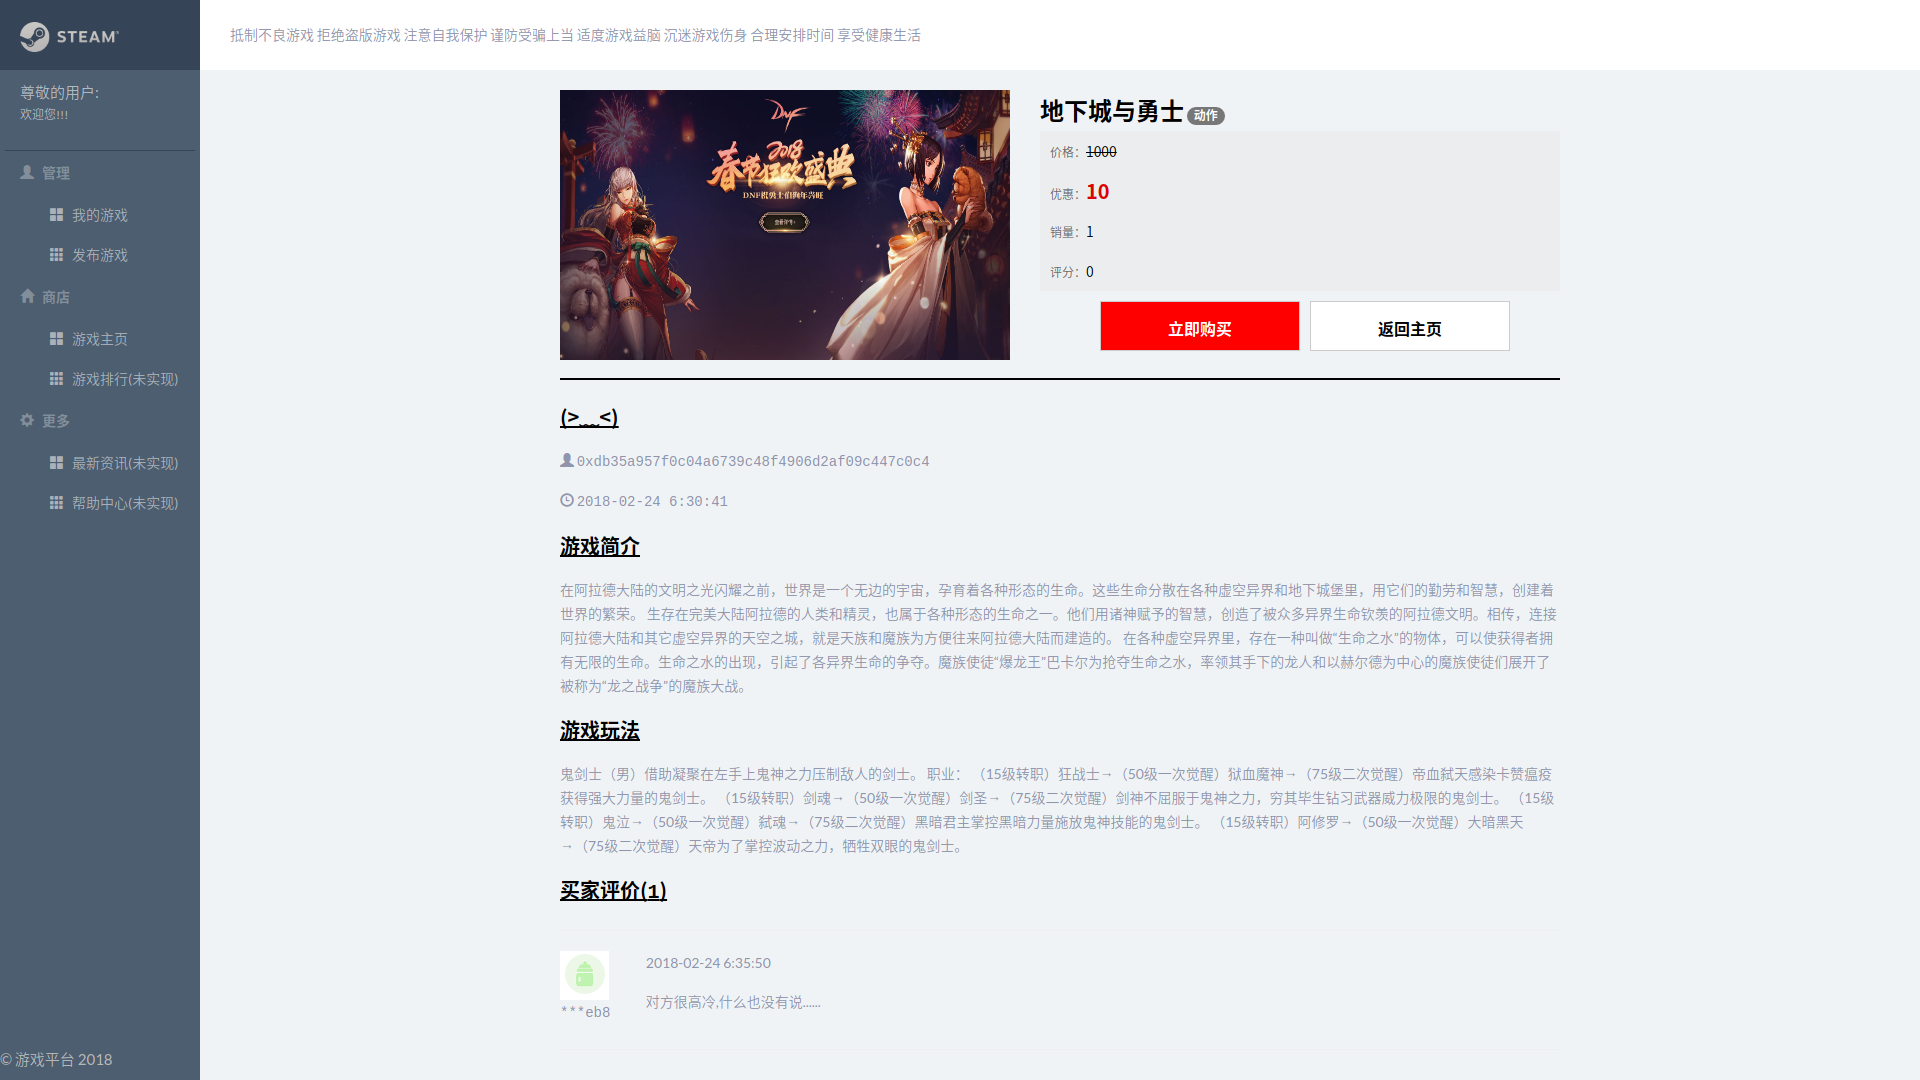 STEAM
抵制不良游戏 拒绝盗版游戏 注意自我保护 谨防受骗上当 适度游戏益脑 沉迷游戏伤身 合理安排时间 享受健康生活
尊敬的用户:
欢迎您!!!
管理
我的游戏
发布游戏
商店
游戏主页
游戏排行(未实现)
更多
最新资讯(未实现)
帮助中心(未实现)
© 游戏平台 2018
DNF
2018
春节狂欢盛典
地下城与勇士 动作
价格: 1000
优惠: 10
销量: 1
评分: 0
立即购买
返回主页
(>﹏<)
0xdb35a957f0c04a6739c48f4906d2af09c447c0c4
2018-02-24 6:30:41
游戏简介
在阿拉德大陆的文明之光闪耀之前，世界是一个无边的宇宙，孕育着各种形态的生命。这些生命分散在各种虚空异界和地下城堡里，用它们的勤劳和智慧，创建着
世界的繁荣。 生存在完美大陆阿拉德的人类和精灵，也属于各种形态的生命之一。他们用诸神赋予的智慧，创造了被众多异界生命钦羡的阿拉德文明。相传，连接
阿拉德大陆和其它虚空异界的天空之城，就是天族和魔族为方便往来阿拉德大陆而建造的。 在各种虚空异界里，存在一种叫做“生命之水”的物体，可以使获得者拥
有无限的生命。生命之水的出现，引起了各异界生命的争夺。魔族使徒“爆龙王”巴卡尔为抢夺生命之水，率领其手下的龙人和以赫尔德为中心的魔族使徒们展开了
被称为“龙之战争”的魔族大战。
游戏玩法
鬼剑士（男）借助凝聚在左手上鬼神之力压制敌人的剑士。 职业： （15级转职）狂战士→（50级一次觉醒）狱血魔神→（75级二次觉醒）帝血弑天感染卡赞瘟疫
获得强大力量的鬼剑士。 （15级转职）剑魂→（50级一次觉醒）剑圣→（75级二次觉醒）剑神不屈服于鬼神之力，穷其毕生钻习武器威力极限的鬼剑士。 （15级
转职）鬼泣→（50级一次觉醒）弑魂→（75级二次觉醒）黑暗君主掌控黑暗力量施放鬼神技能的鬼剑士。 （15级转职）阿修罗→（50级一次觉醒）大暗黑天
→（75级二次觉醒）天帝为了掌控波动之力，牺牲双眼的鬼剑士。
买家评价(1)
2018-02-24 6:35:50
***eb8
对方很高冷,什么也没有说......